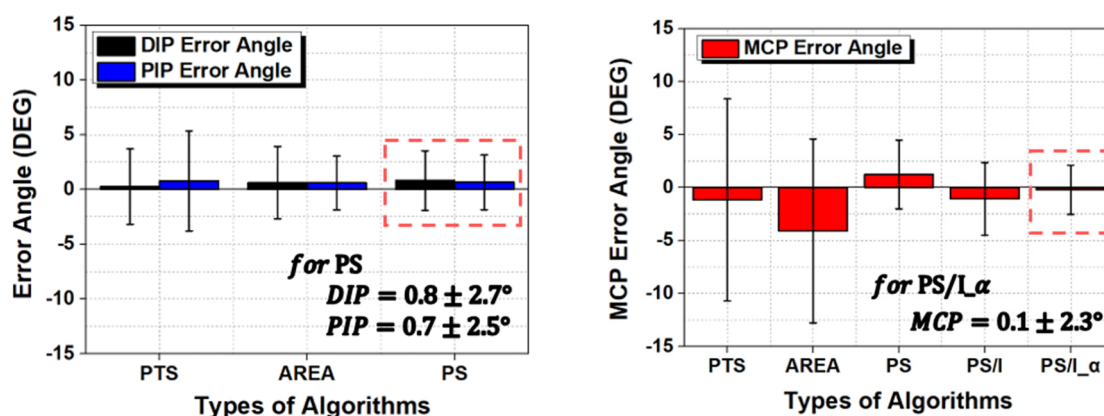 15
10
5
0
-5
-10
-15
Error Angle (DEG)
DIP Error Angle
PIP Error Angle
for PS
DIP = 0.8 ± 2.7°
PIP = 0.7 ± 2.5°
PTS AREA PS
Types of Algorithms
15
10
5
0
-5
-10
-15
MCP Error Angle (DEG)
MCP Error Angle
for PS/I_α
MCP = 0.1 ± 2.3°
PTS AREA PS PS/I PS/I_α
Types of Algorithms